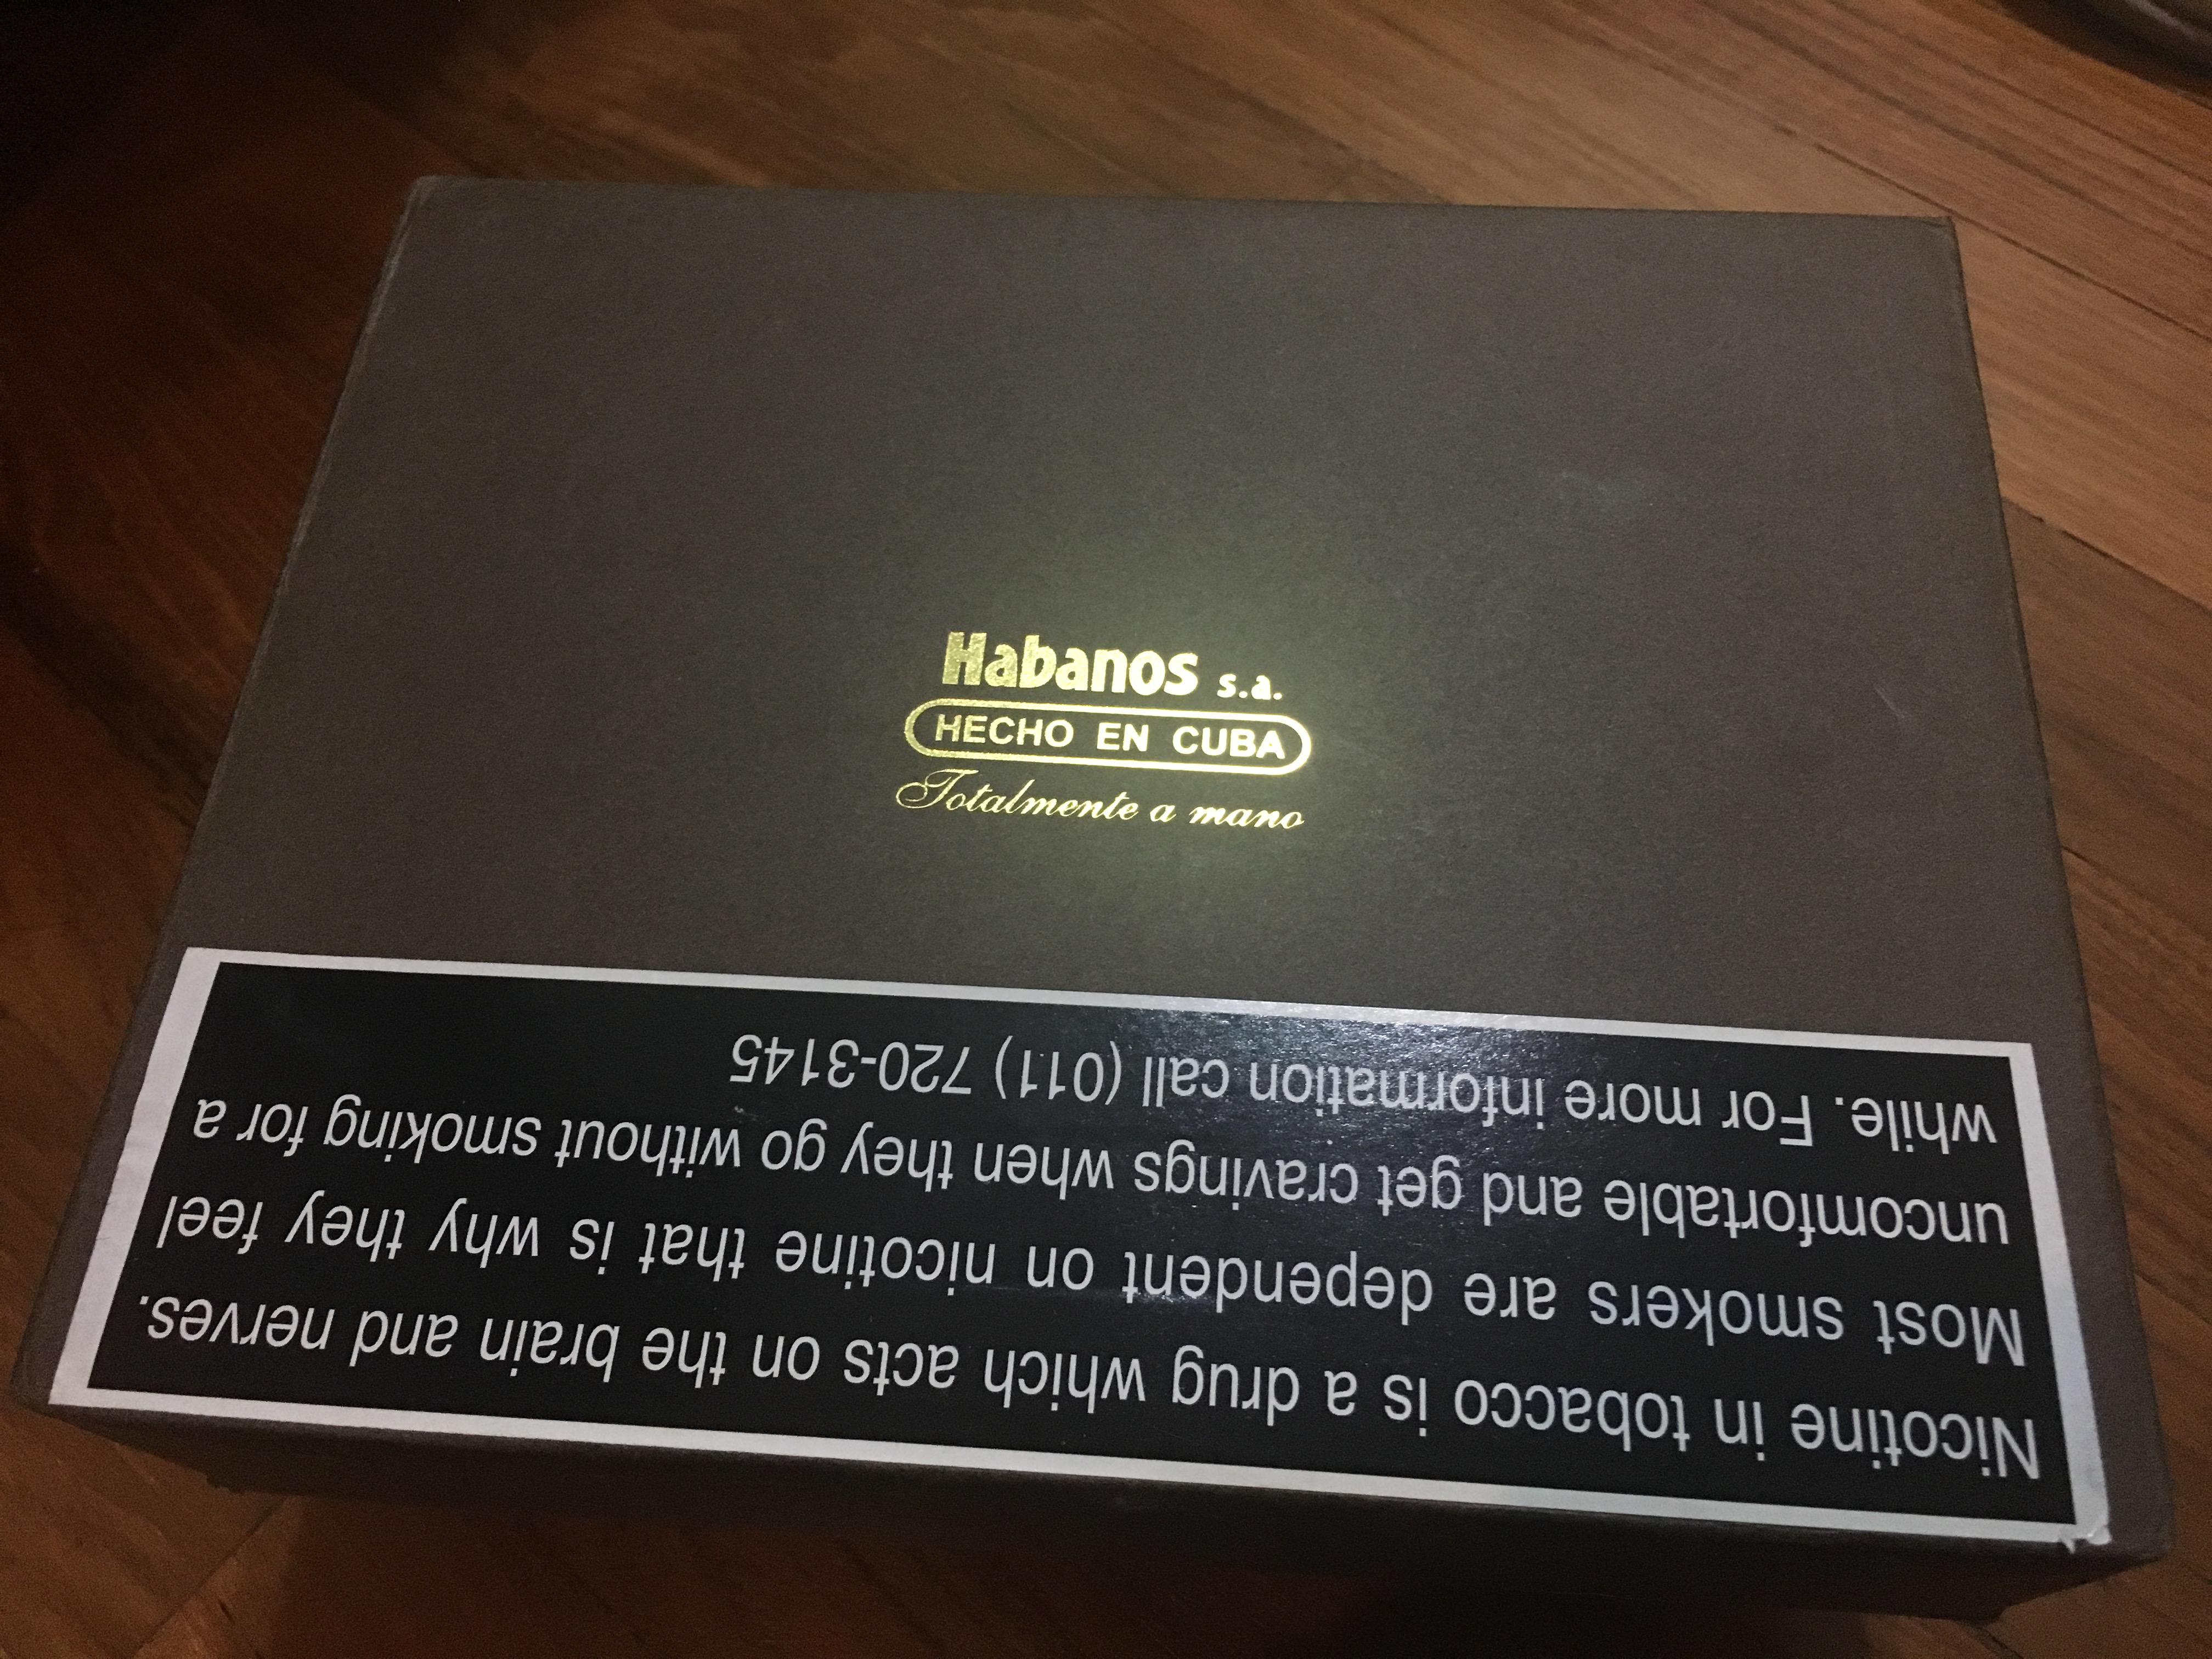 Habanos s.a.
HECHO EN CUBA
Totalmente a mano
Nicotine in tobacco is a drug which acts on the brain and nerves.
Most smokers are dependent on nicotine that is why they feel
uncomfortable and get cravings when they go without smoking for a
while. For more information call (011) 720-3145